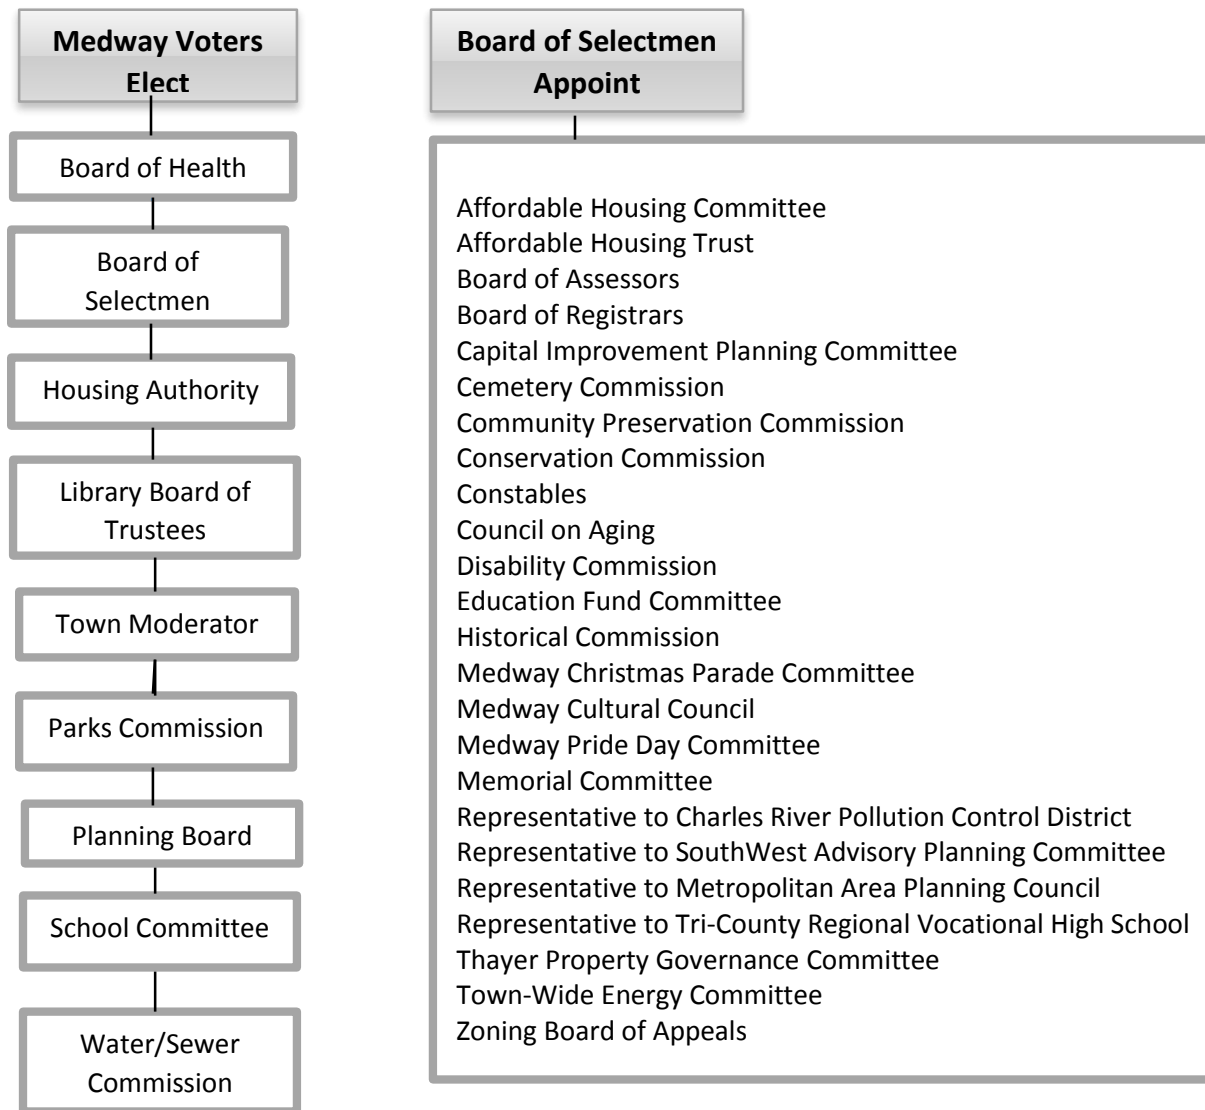 Medway Voters
Elect
Board of Health
Board of
Selectmen
Housing Authority
Library Board of
Trustees
Town Moderator
Parks Commission
Planning Board
School Committee
Water/Sewer
Commission
Board of Selectmen
Appoint
Affordable Housing Committee
Affordable Housing Trust
Board of Assessors
Board of Registrars
Capital Improvement Planning Committee
Cemetery Commission
Community Preservation Commission
Conservation Commission
Constables
Council on Aging
Disability Commission
Education Fund Committee
Historical Commission
Medway Christmas Parade Committee
Medway Cultural Council
Medway Pride Day Committee
Memorial Committee
Representative to Charles River Pollution Control District
Representative to SouthWest Advisory Planning Committee
Representative to Metropolitan Area Planning Council
Representative to Tri-County Regional Vocational High School
Thayer Property Governance Committee
Town-Wide Energy Committee
Zoning Board of Appeals